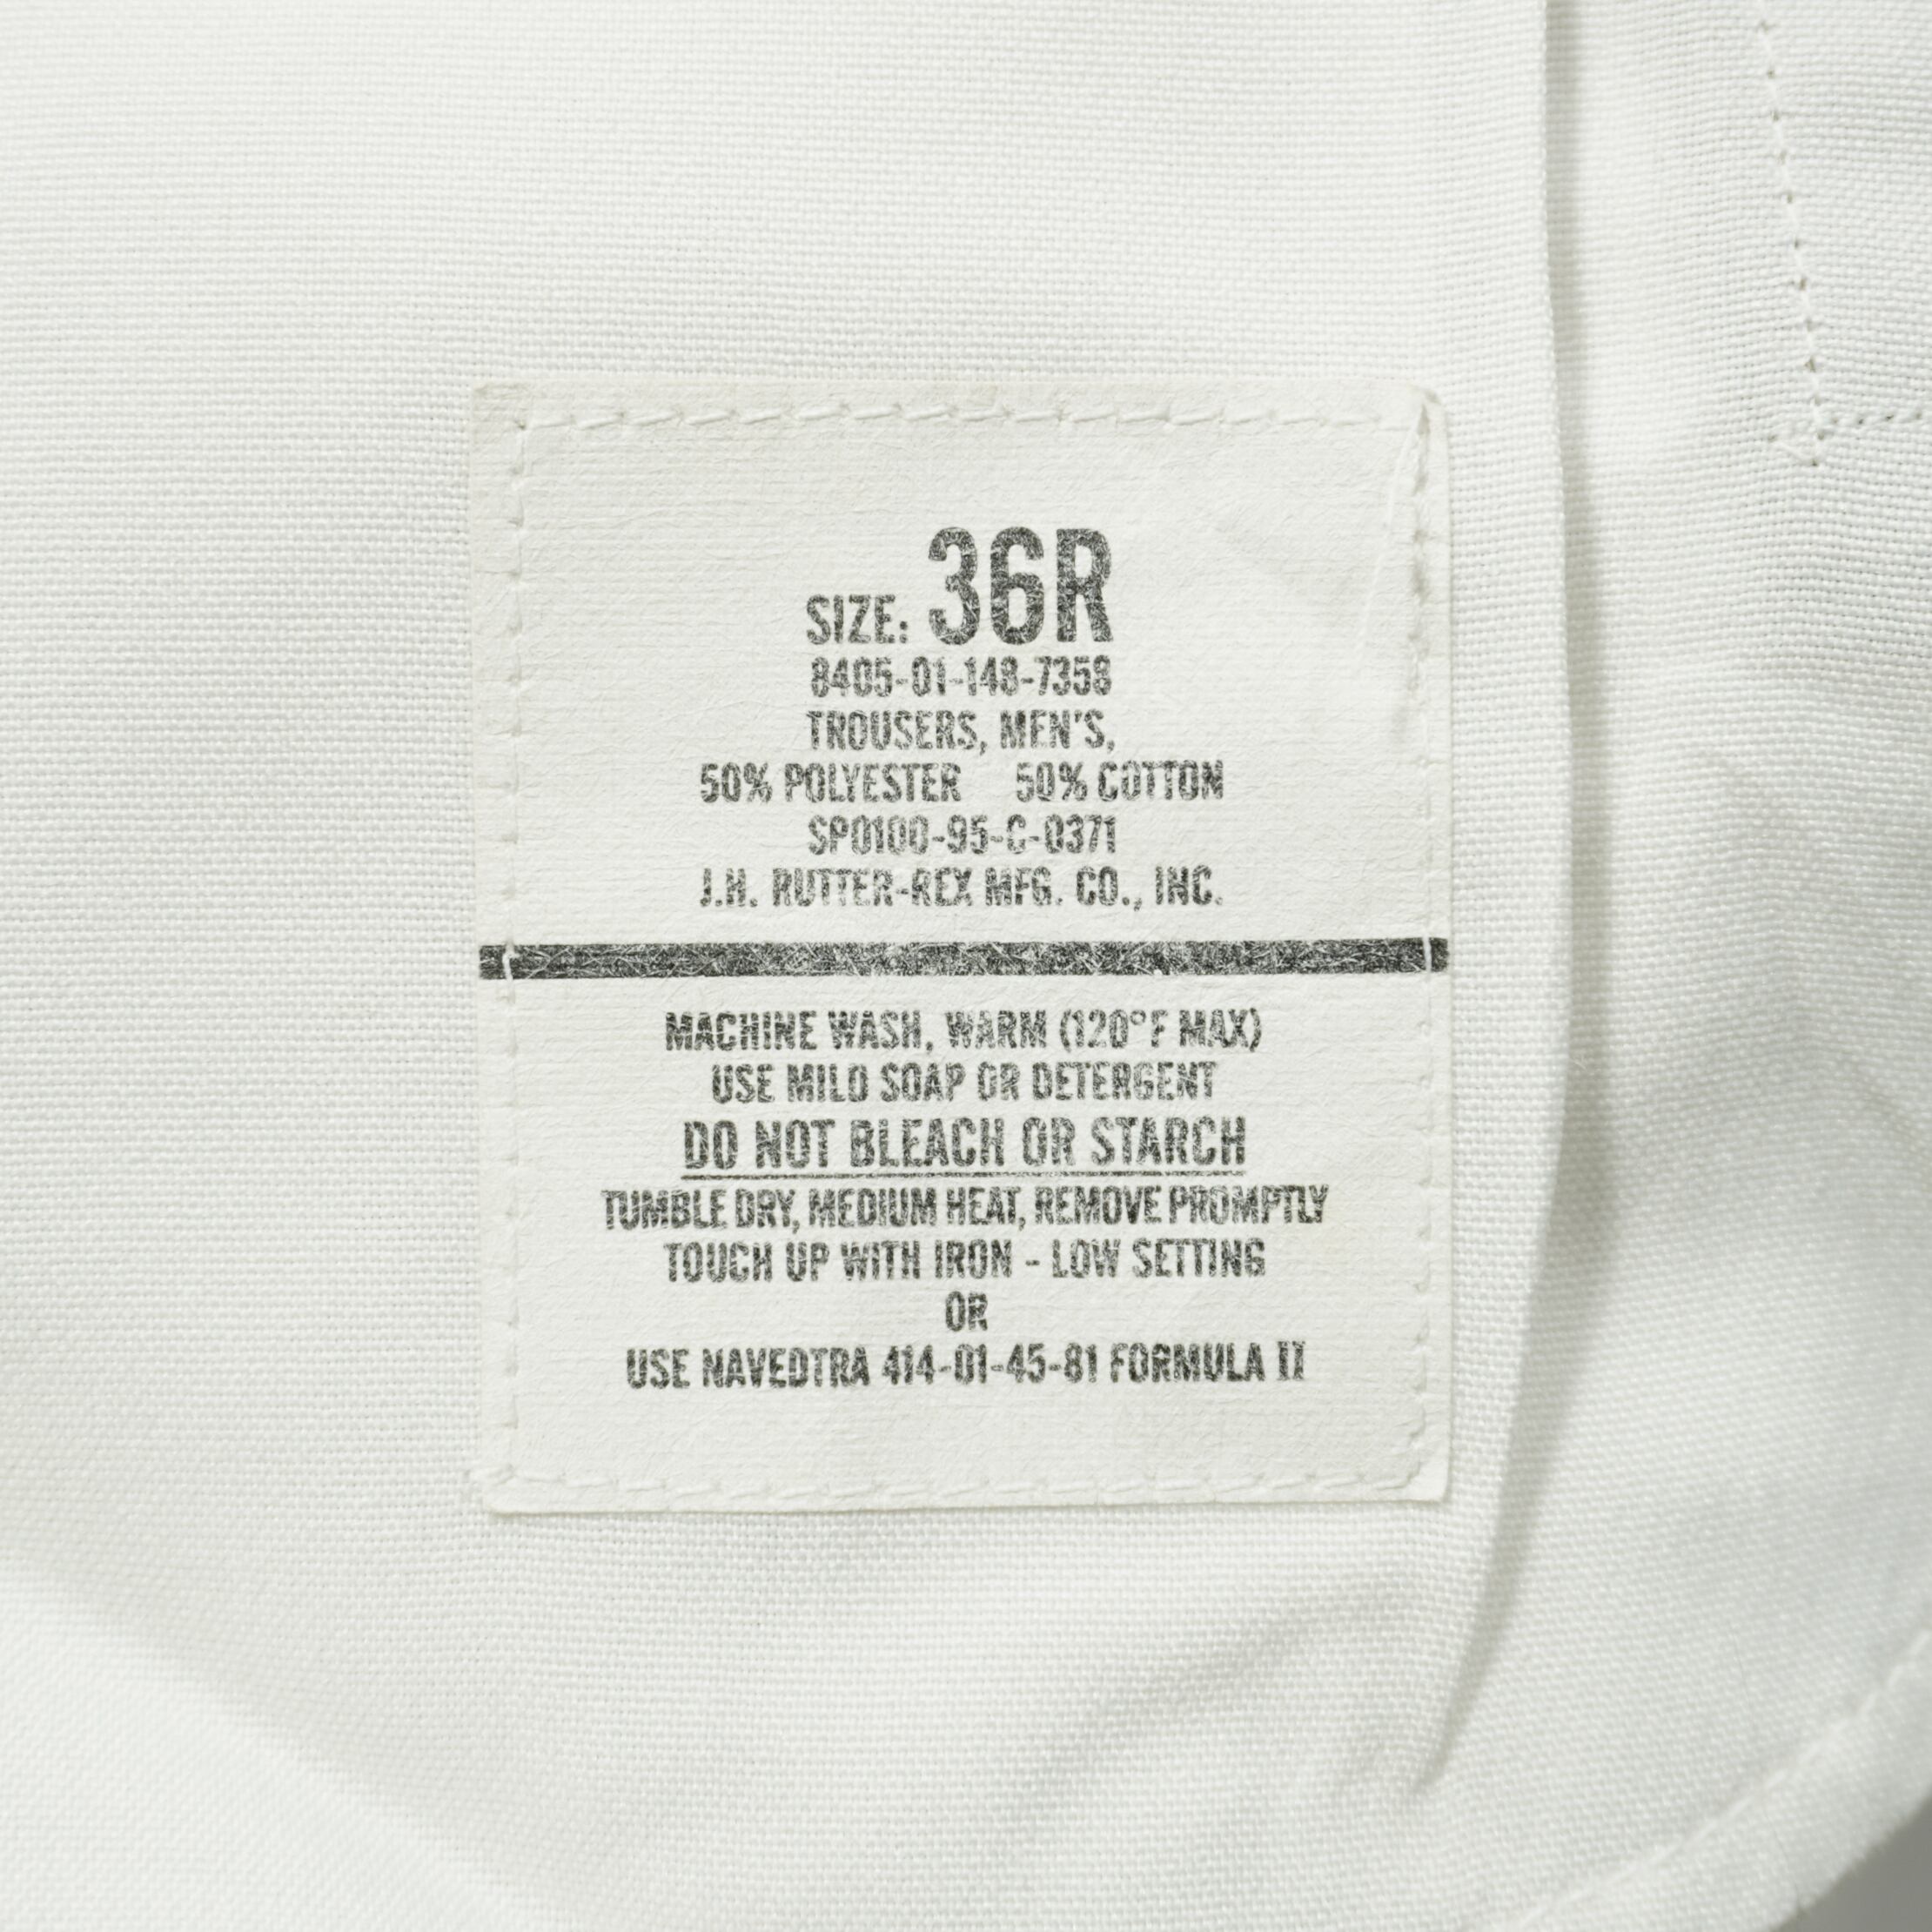 SIZE: 36R
8405-01-148-7358
TROUSERS, MEN'S,
50% POLYESTER 50% COTTON
SP0100-95-C-0371
J.H. RUTTER-REX MFG. CO., INC.
MACHINE WASH, WARM (120°F MAX)
USE MILD SOAP OR DETERGENT
DO NOT BLEACH OR STARCH
TUMBLE DRY, MEDIUM HEAT, REMOVE PROMPTLY
TOUCH UP WITH IRON - LOW SETTING
OR
USE NAVEDTRA 414-01-45-81 FORMULA II